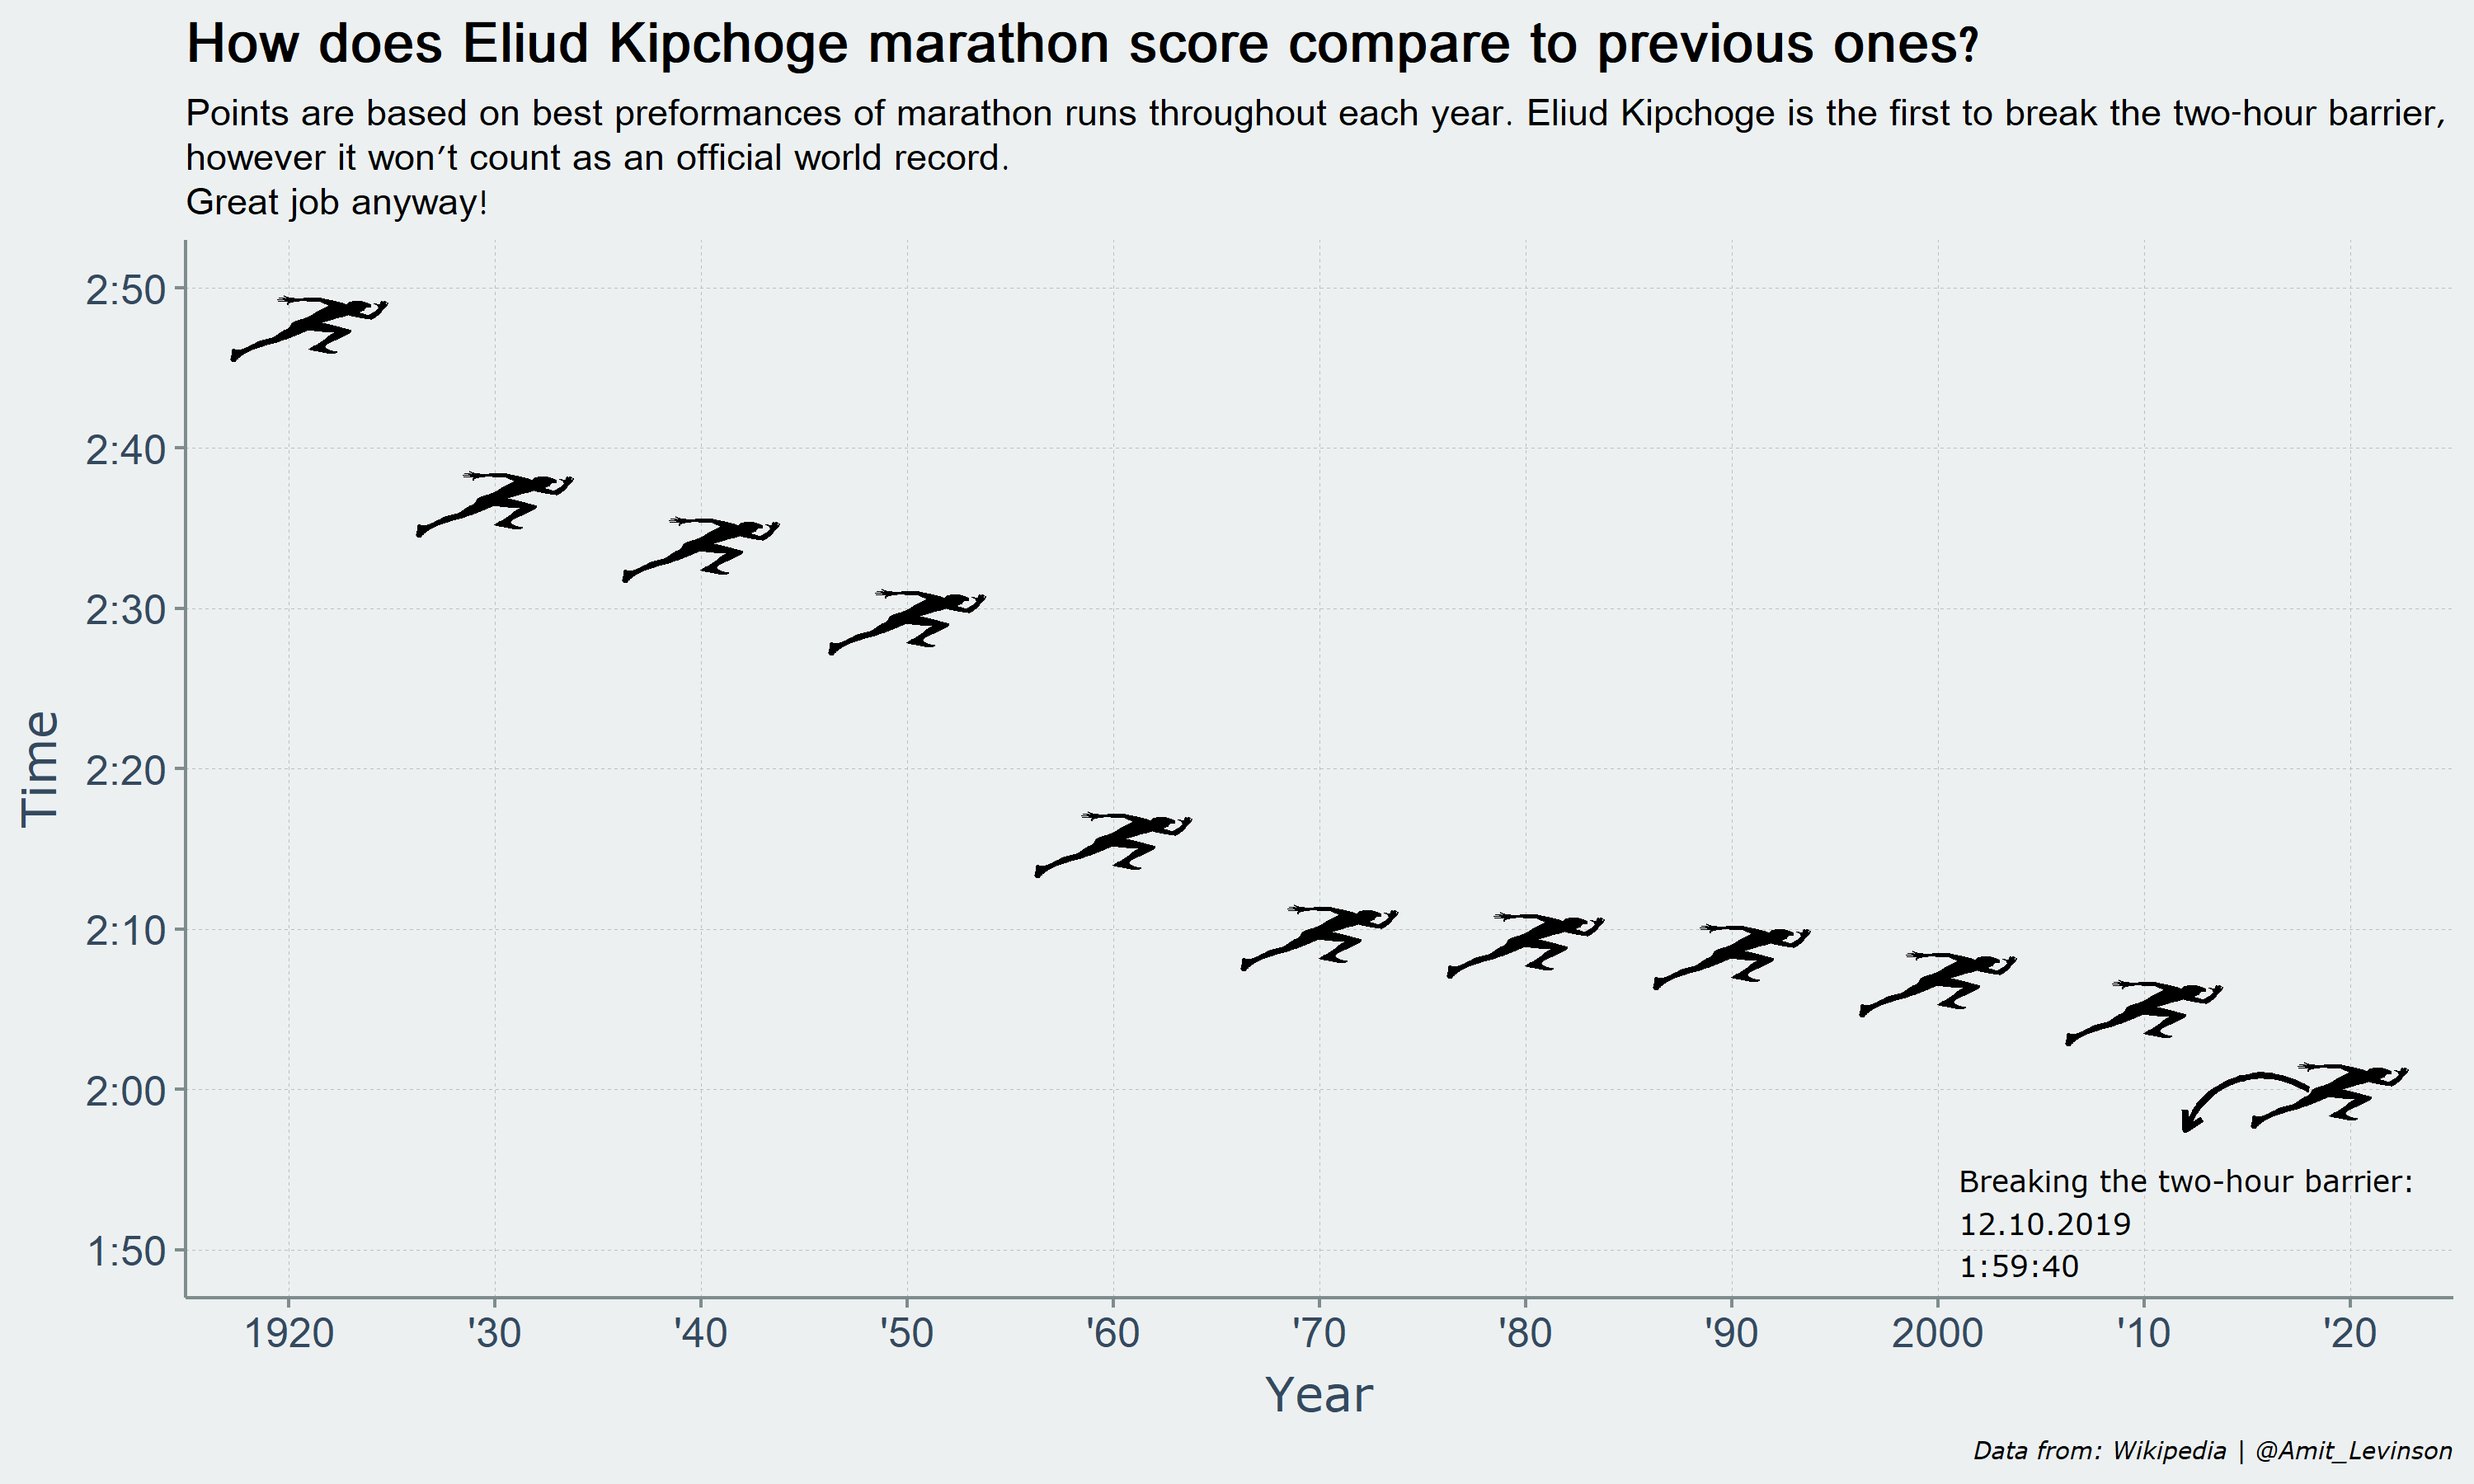 How does Eliud Kipchoge marathon score compare to previous ones?
Points are based on best preformances of marathon runs throughout each year. Eliud Kipchoge is the first to break the two-hour barrier,
however it won't count as an official world record.
Great job anyway!
Time
2:50
2:40
2:30
2:20
2:10
2:00
1:50
Breaking the two-hour barrier:
12.10.2019
1:59:40
1920 '30 '40 '50 '60 '70 '80 '90 2000 '10 '20
Year
Data from: Wikipedia | @Amit_Levinson